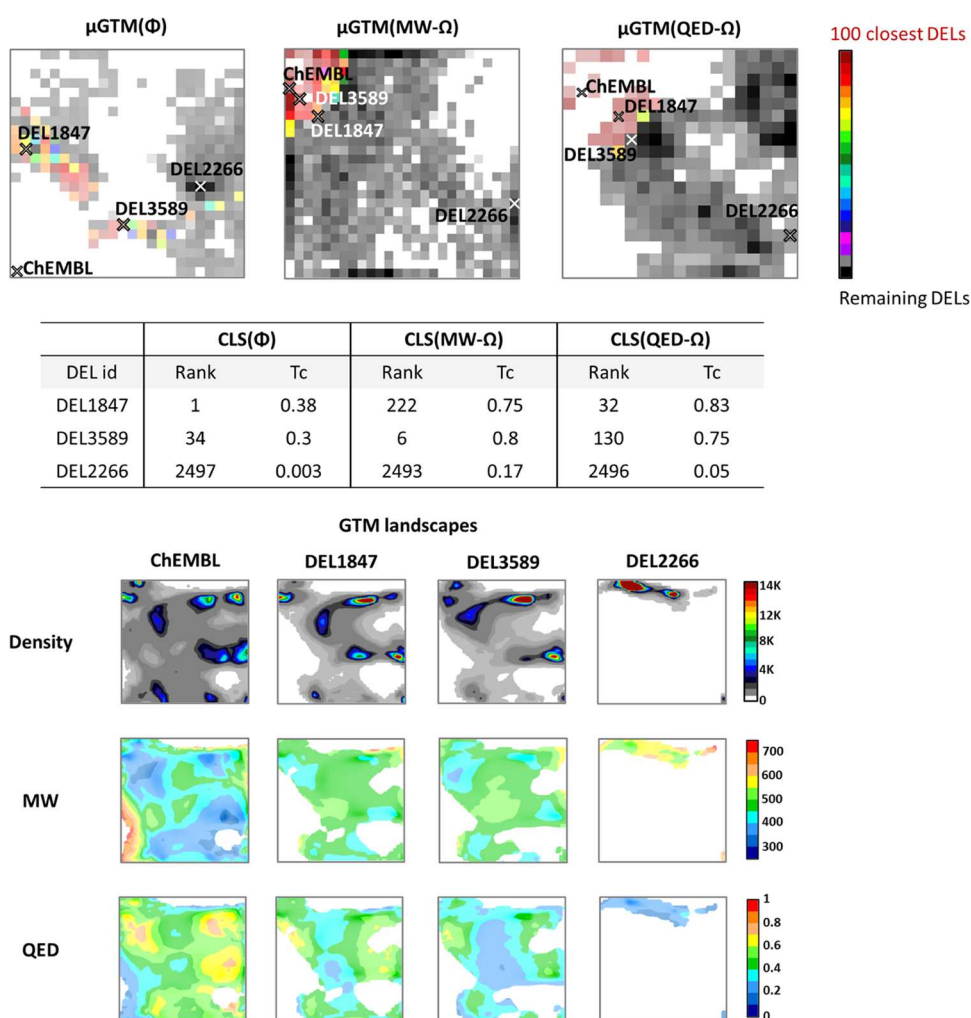 μGTM(Φ) μGTM(MW-Ω) μGTM(QED-Ω)
100 closest DELs
ChEMBL
DEL1847
DEL2266
DEL3589
ChEMBL
DEL3589
DEL1847
DEL2266
ChEMBL
DEL1847
DEL3589
DEL2266
Remaining DELs
CLS(Φ) CLS(MW-Ω) CLS(QED-Ω)
DEL id Rank Tc Rank Tc Rank Tc
DEL1847 1 0.38 222 0.75 32 0.83
DEL3589 34 0.3 6 0.8 130 0.75
DEL2266 2497 0.003 2493 0.17 2496 0.05
GTM landscapes
ChEMBL DEL1847 DEL3589 DEL2266
Density
14K
12K
8K
4K
0
MW
700
600
500
400
300
QED
1
0.8
0.6
0.4
0.2
0